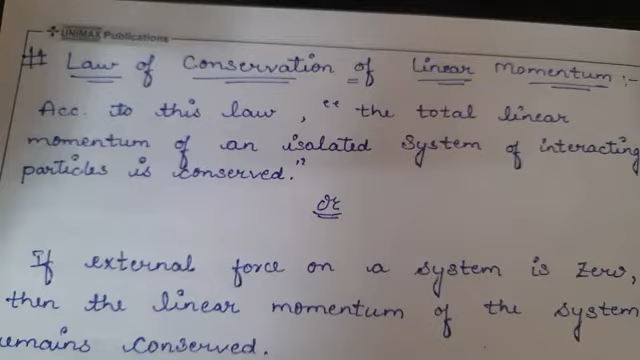 UNIMAX Publications
# Law of Conservation of Linear Momentum :-
Acc. to this law, "the total linear
momentum of an isalated system of interacting
particles is conserved."
Or
If external force on a system is zero,
then the linear momentum of the system
emains conserved.